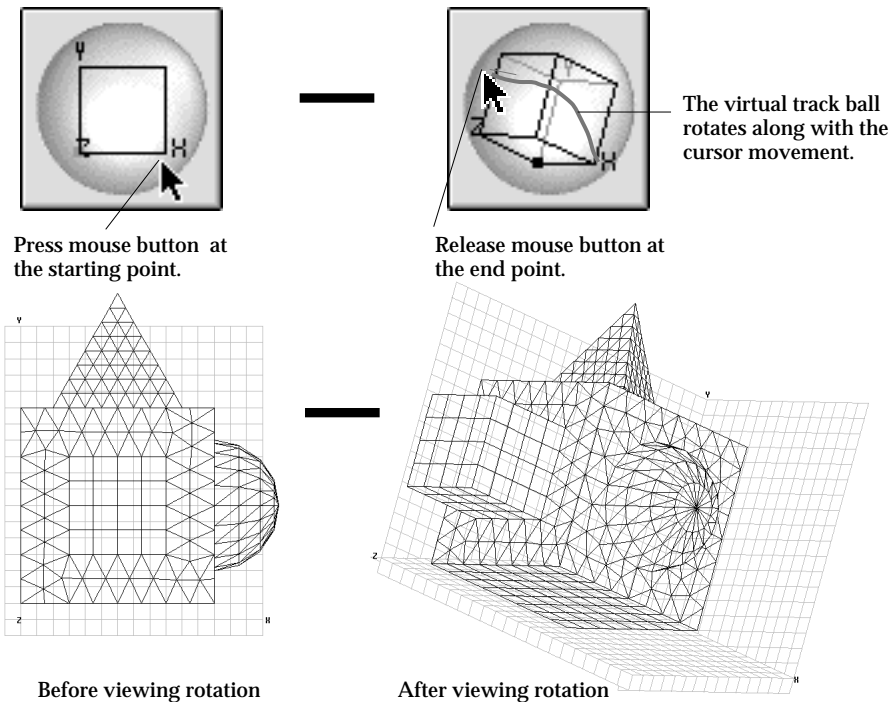 Y
Z X
Y
Z
X
The virtual track ball
rotates along with the
cursor movement.
Press mouse button at
the starting point.
Release mouse button at
the end point.
Y
Z X
Y
Z
X
Before viewing rotation
After viewing rotation